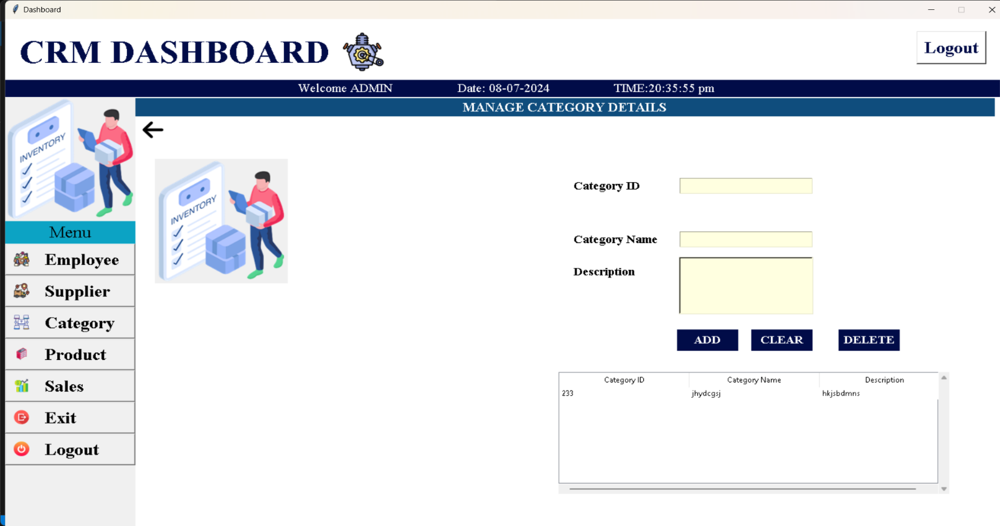 Dashboard
CRM DASHBOARD
Logout
Welcome ADMIN Date: 08-07-2024 TIME:20:35:55 pm
MANAGE CATEGORY DETAILS
INVENTORY
INVENTORY
Category ID
Menu
Category Name
Employee
Description
Supplier
Category
ADD CLEAR DELETE
Product
Category ID Category Name Description
Sales
233 jhydcgsj hkjsbdmns
Exit
Logout